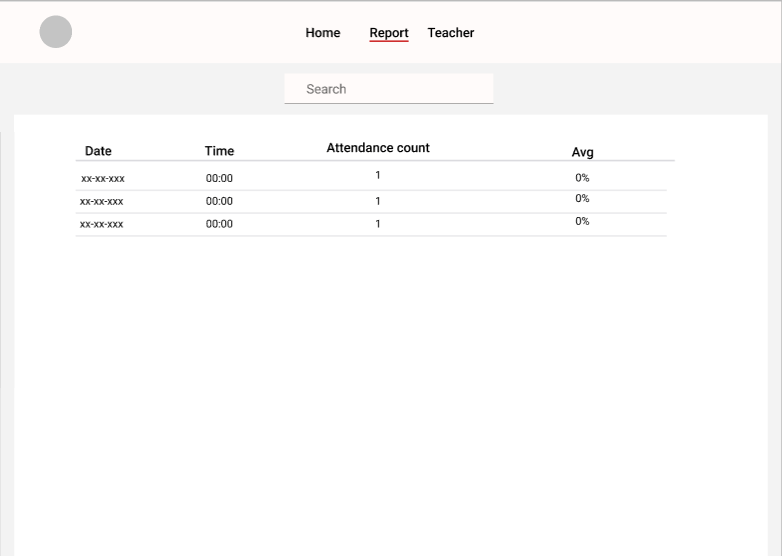 Home Report Teacher
Search
Date Time Attendance count Avg
xx-xx-xxx 00:00 1 0%
xx-xx-xxx 00:00 1 0%
xx-xx-xxx 00:00 1 0%